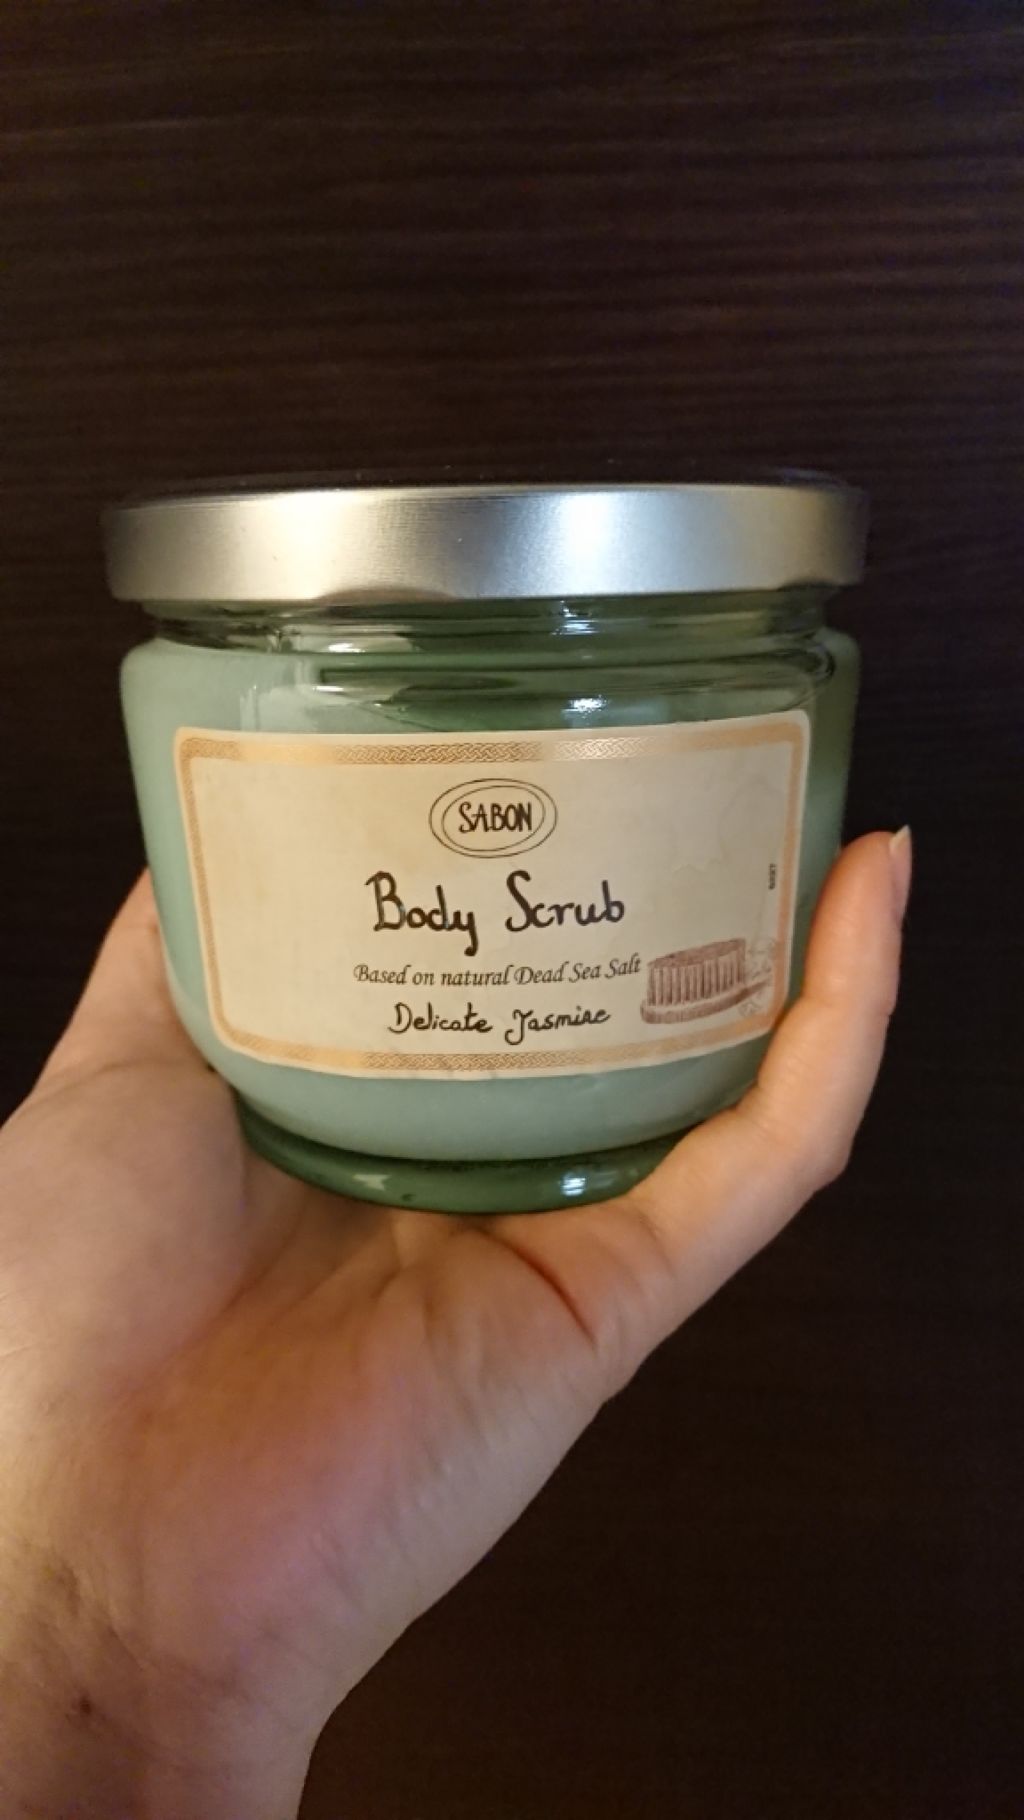 SABON
Body Scrub
Based on natural Dead Sea Salt
Delicate Jasmine